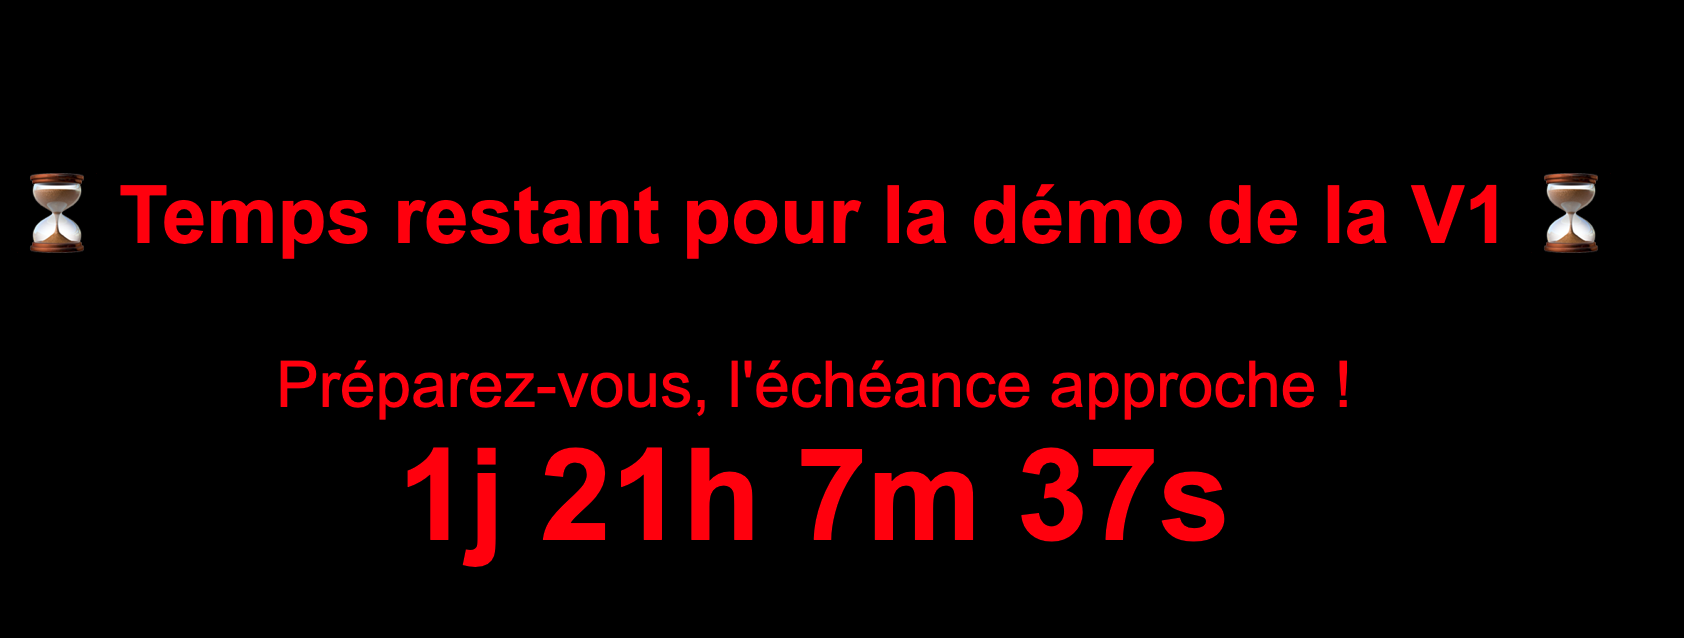 ⏳ Temps restant pour la démo de la V1 ⏳
Préparez-vous, l'échéance approche !
1j 21h 7m 37s